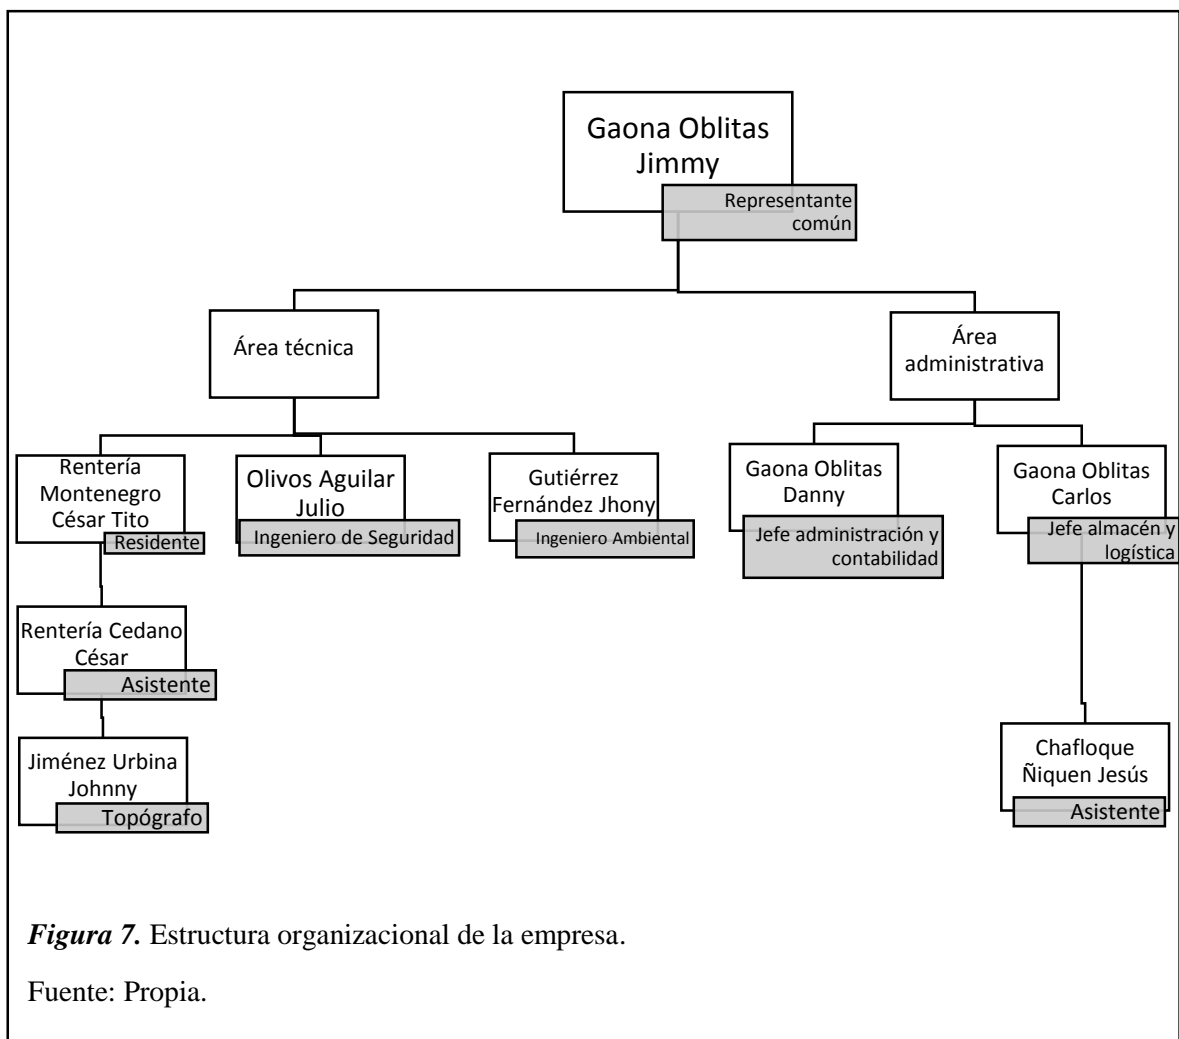 Gaona Oblitas
Jimmy
Representante
común
Área técnica
Área
administrativa
Rentería
Montenegro
César Tito
Residente
Olivos Aguilar
Julio
Ingeniero de Seguridad
Gutiérrez
Fernández Jhony
Ingeniero Ambiental
Gaona Oblitas
Danny
Jefe administración y
contabilidad
Gaona Oblitas
Carlos
Jefe almacén y
logística
Rentería Cedano
César
Asistente
Jiménez Urbina
Johnny
Topógrafo
Chafloque
Ñiquen Jesús
Asistente
Figura 7. Estructura organizacional de la empresa.
Fuente: Propia.